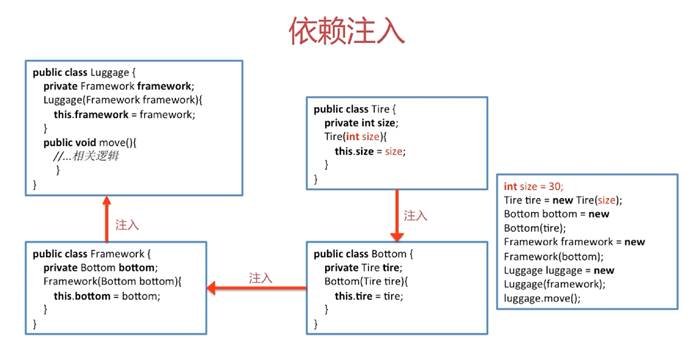 依赖注入
public class Luggage {
private Framework framework;
Luggage(Framework framework){
this.framework = framework;
}
public void move(){
//...相关逻辑
}
}
public class Tire {
private int size;
Tire(int size){
this.size = size;
}
}
int size = 30;
Tire tire = new Tire(size);
Bottom bottom = new
Bottom(tire);
Framework framework = new
Framework(bottom);
Luggage luggage = new
Luggage(framework);
luggage.move();
注入
注入
public class Framework {
private Bottom bottom;
Framework(Bottom bottom){
this.bottom = bottom;
}
}
注入
public class Bottom {
private Tire tire;
Bottom(Tire tire){
this.tire = tire;
}
}